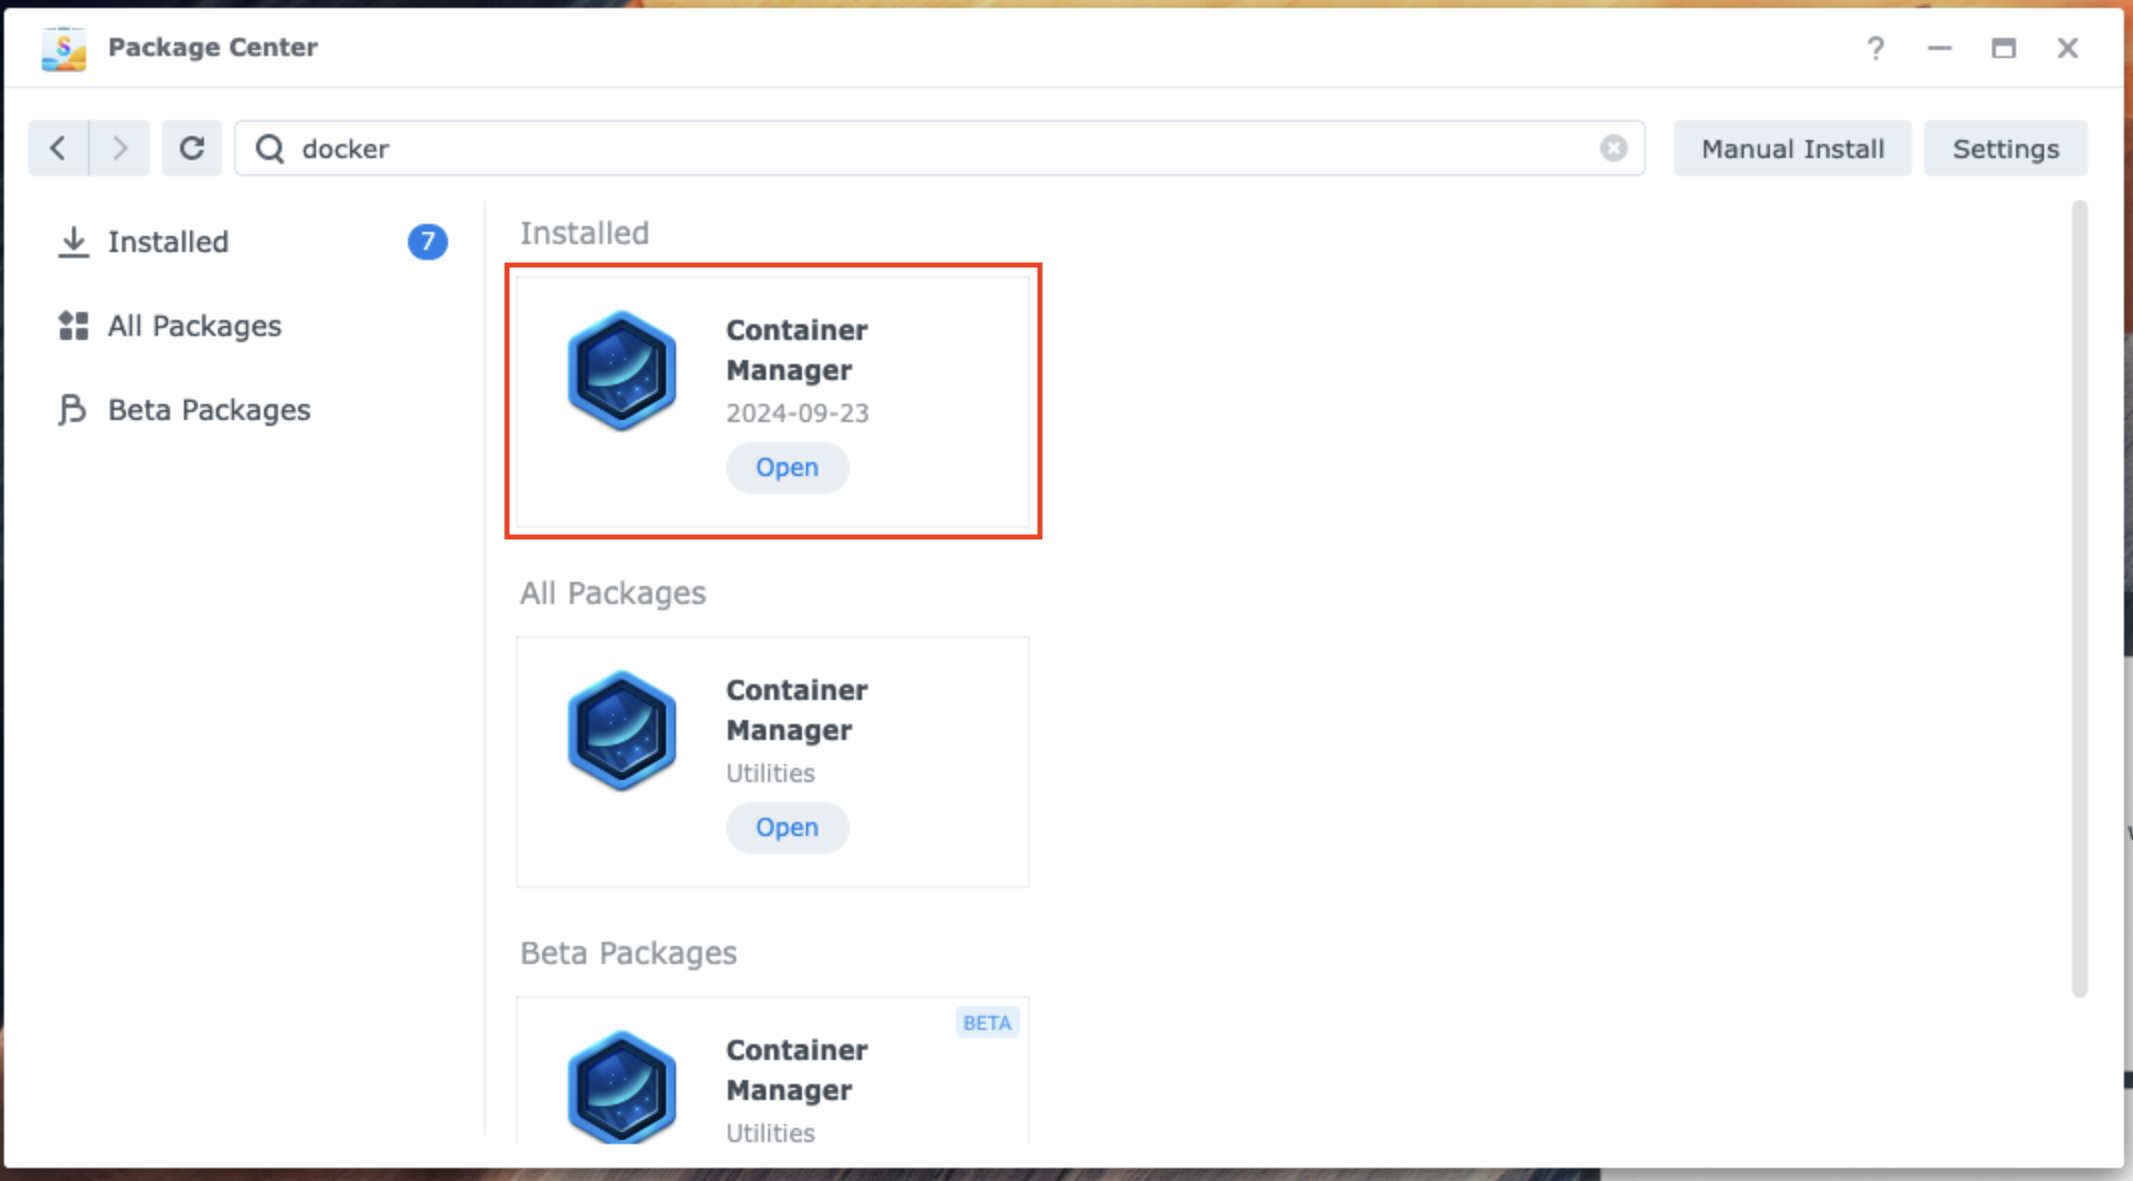 Package Center
docker
Manual Install
Settings
Installed
7
All Packages
Beta Packages
Installed
Container
Manager
2024-09-23
Open
All Packages
Container
Manager
Utilities
Open
Beta Packages
BETA
Container
Manager
Utilities